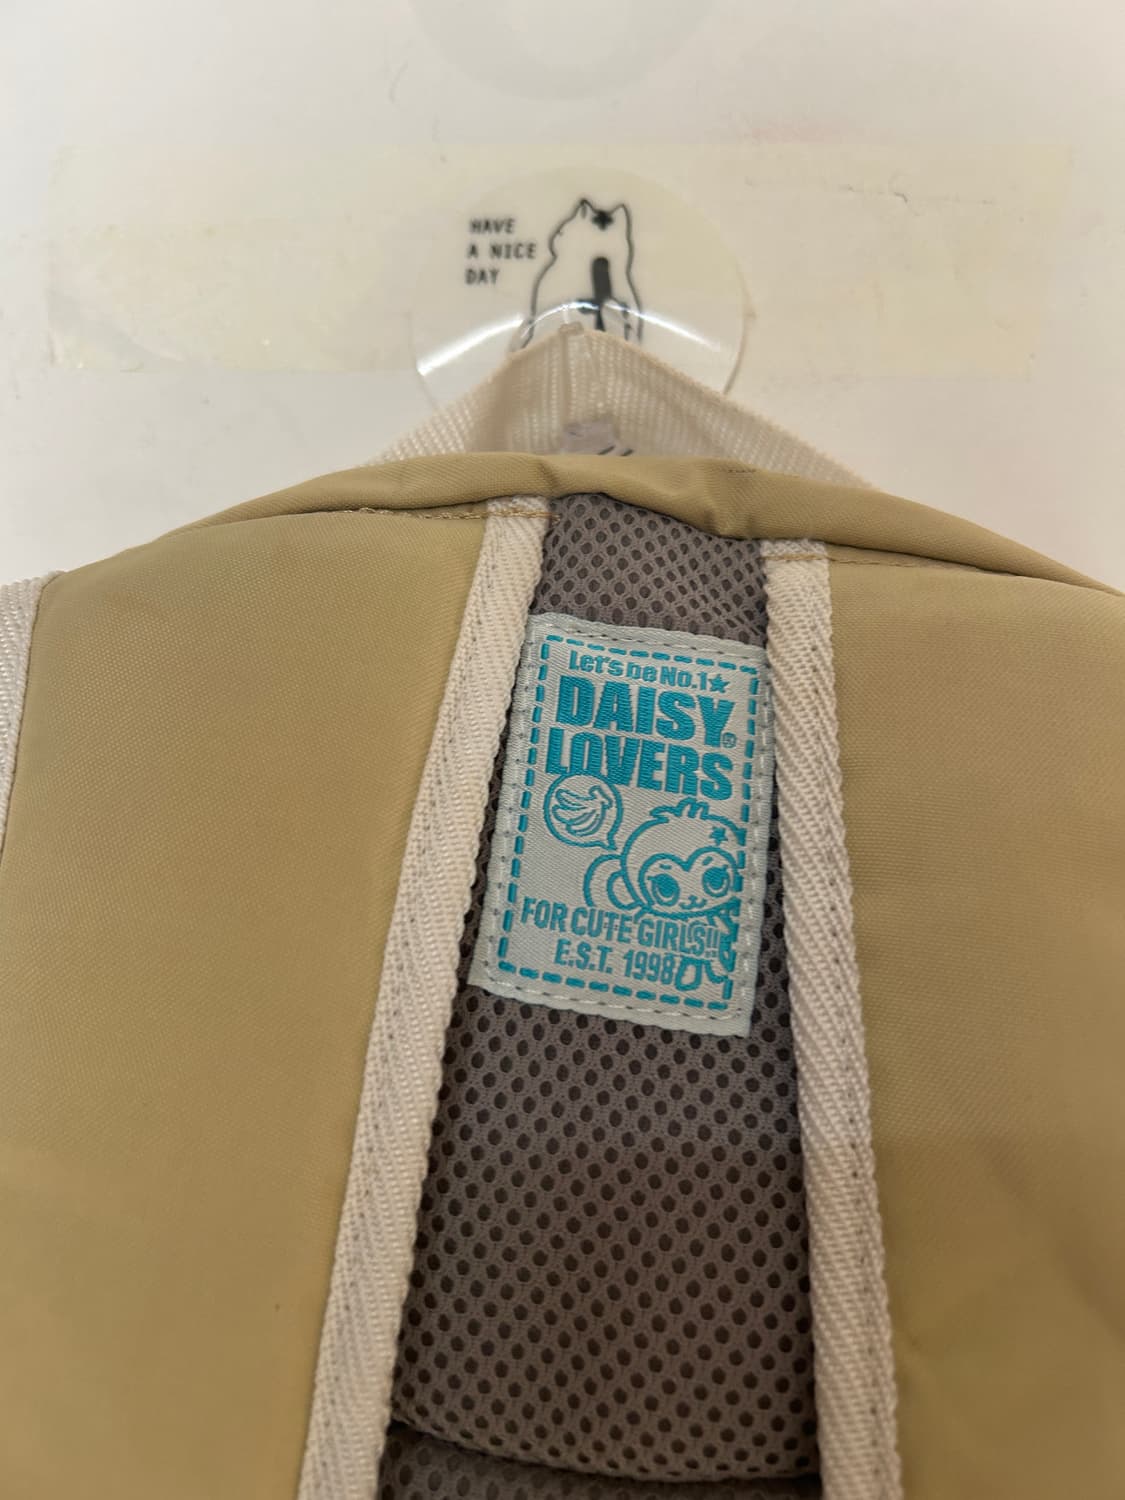 HAVE
A NICE
DAY
Let's be No.1★
DAISY®
LOVERS
FOR CUTE GIRLS!!
E.S.T. 1998